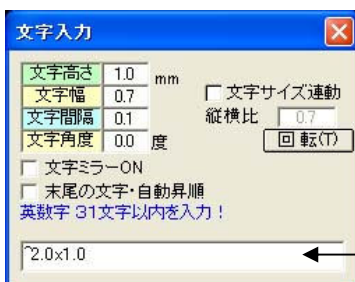 文字入力
文字高さ 1.0 mm
文字幅 0.7
文字間隔 0.1
文字角度 0.0 度
文字サイズ連動
縦横比 0.7
回転(T)
文字ミラーON
末尾の文字・自動昇順
英数字 31文字以内を入力！
^2.0x1.0